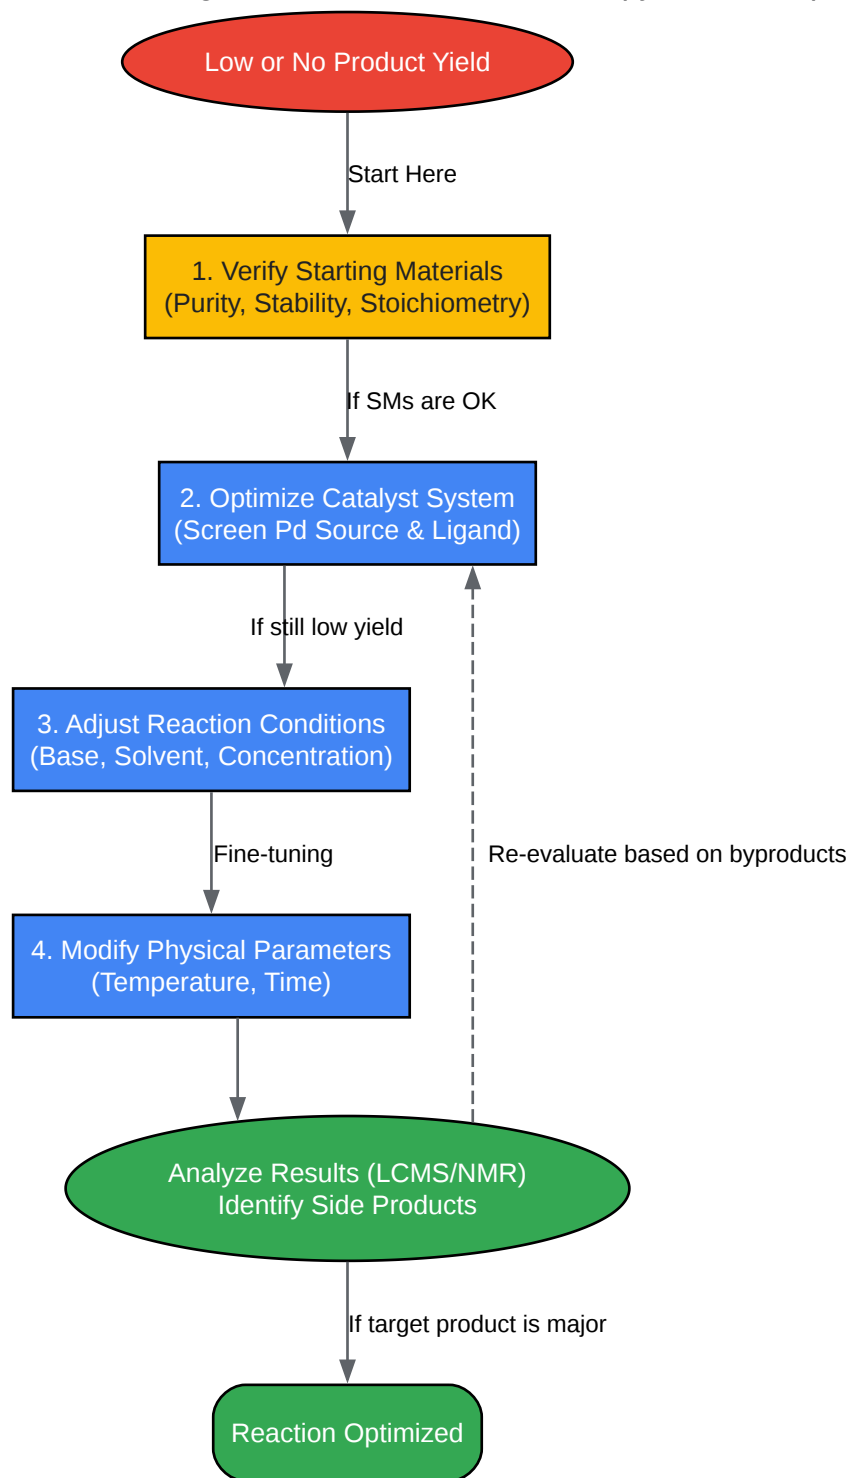 Low or No Product Yield
Start Here
1. Verify Starting Materials
(Purity, Stability, Stoichiometry)
If SMs are OK
2. Optimize Catalyst System
(Screen Pd Source & Ligand)
If still low yield
3. Adjust Reaction Conditions
(Base, Solvent, Concentration)
Fine-tuning
Re-evaluate based on byproducts
4. Modify Physical Parameters
(Temperature, Time)
Analyze Results (LCMS/NMR)
Identify Side Products
If target product is major
Reaction Optimized